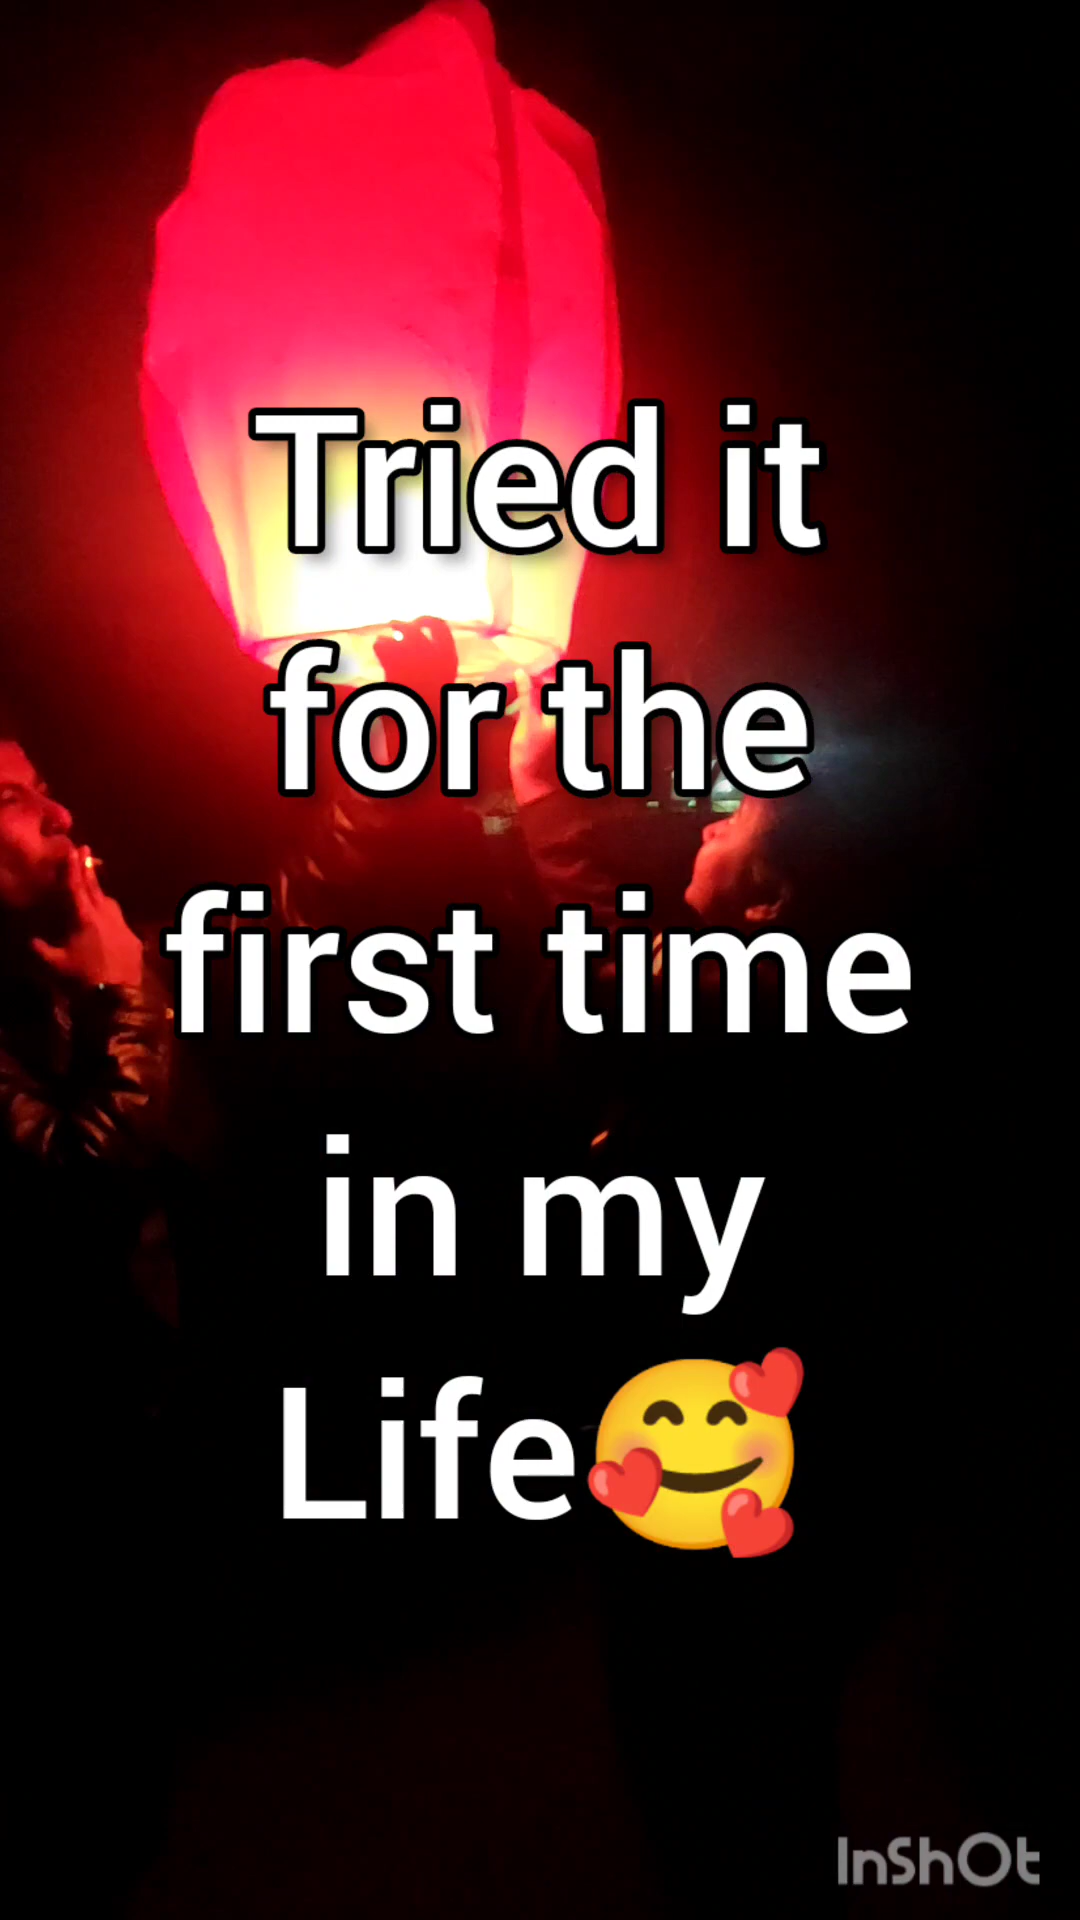 Tried it
for the
first time
in my
Life🥰
InShOt